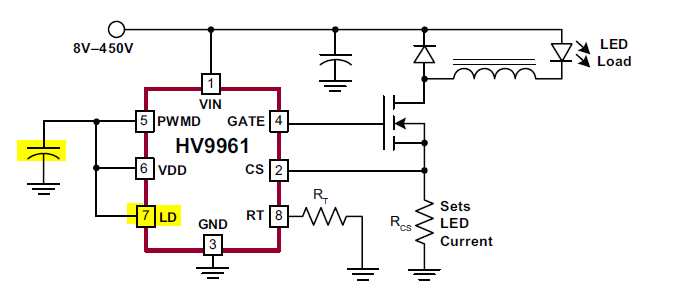 8V–450V
LED
Load
1
VIN
5 PWMD
GATE 4
HV9961
6 VDD
CS 2
7 LD
RT 8
GND
3
RT
RCS
Sets
LED
Current